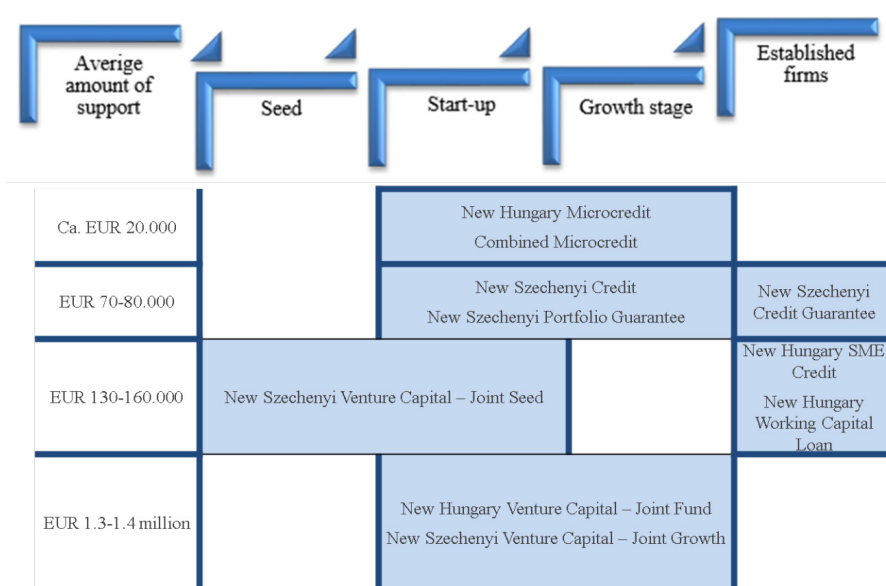 Averige
amount of
support
Seed
Start-up
Growth stage
Established
firms
Ca. EUR 20.000
New Hungary Microcredit
Combined Microcredit
EUR 70-80.000
New Szechenyi Credit
New Szechenyi Portfolio Guarantee
New Szechenyi
Credit Guarantee
EUR 130-160.000
New Szechenyi Venture Capital – Joint Seed
New Hungary SME
Credit
New Hungary
Working Capital
Loan
EUR 1.3-1.4 million
New Hungary Venture Capital – Joint Fund
New Szechenyi Venture Capital – Joint Growth